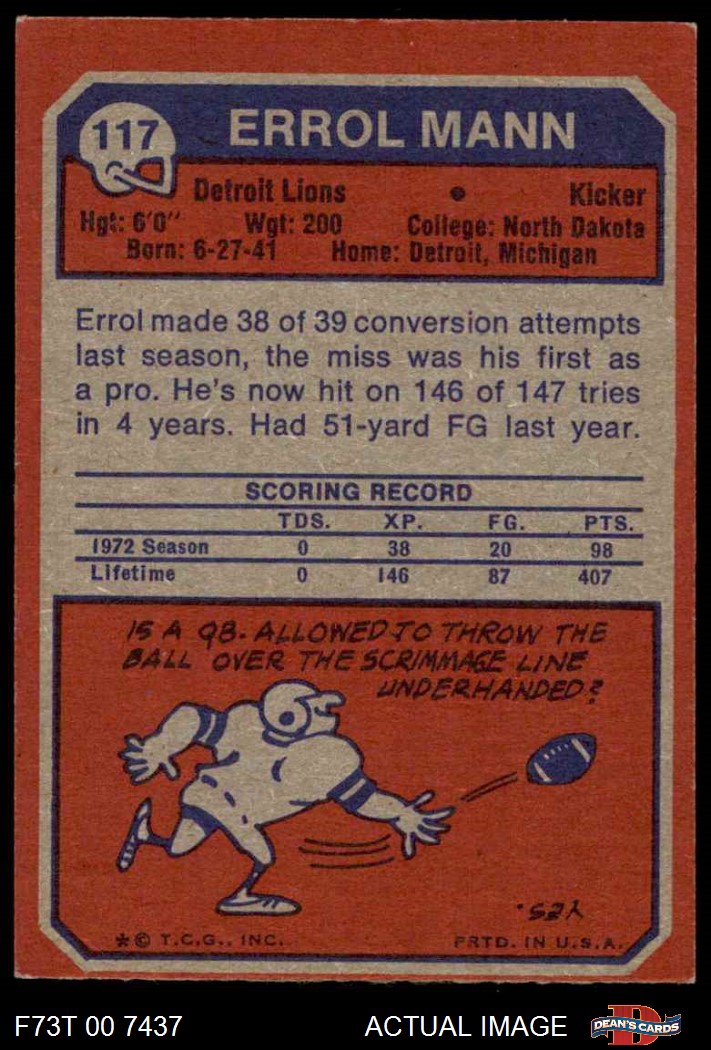 117
ERROL MANN
Detroit Lions • Kicker
Hgt: 6'0" Wgt: 200 College: North Dakota
Born: 6-27-41 Home: Detroit, Michigan
Errol made 38 of 39 conversion attempts
last season, the miss was his first as
a pro. He's now hit on 146 of 147 tries
in 4 years. Had 51-yard FG last year.
SCORING RECORD
TDS. XP. FG. PTS.
1972 Season 0 38 20 98
Lifetime 0 146 87 407
IS A QB. ALLOWED TO THROW THE
BALL OVER THE SCRIMMAGE LINE
UNDERHANDED?
YES.
*© T.C.G., INC. PRTD. IN U.S.A.
F73T 00 7437 ACTUAL IMAGE
D
DEAN'S CARDS